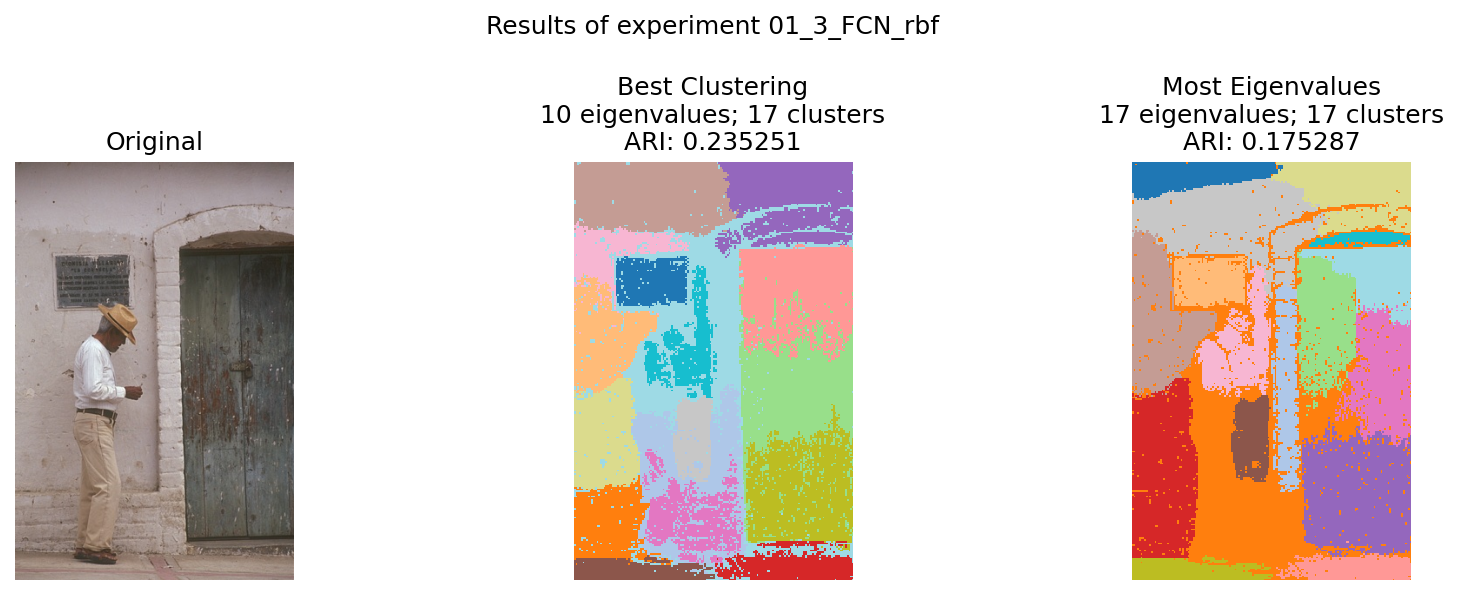 Results of experiment 01_3_FCN_rbf
Original
Best Clustering
10 eigenvalues; 17 clusters
ARI: 0.235251
Most Eigenvalues
17 eigenvalues; 17 clusters
ARI: 0.175287